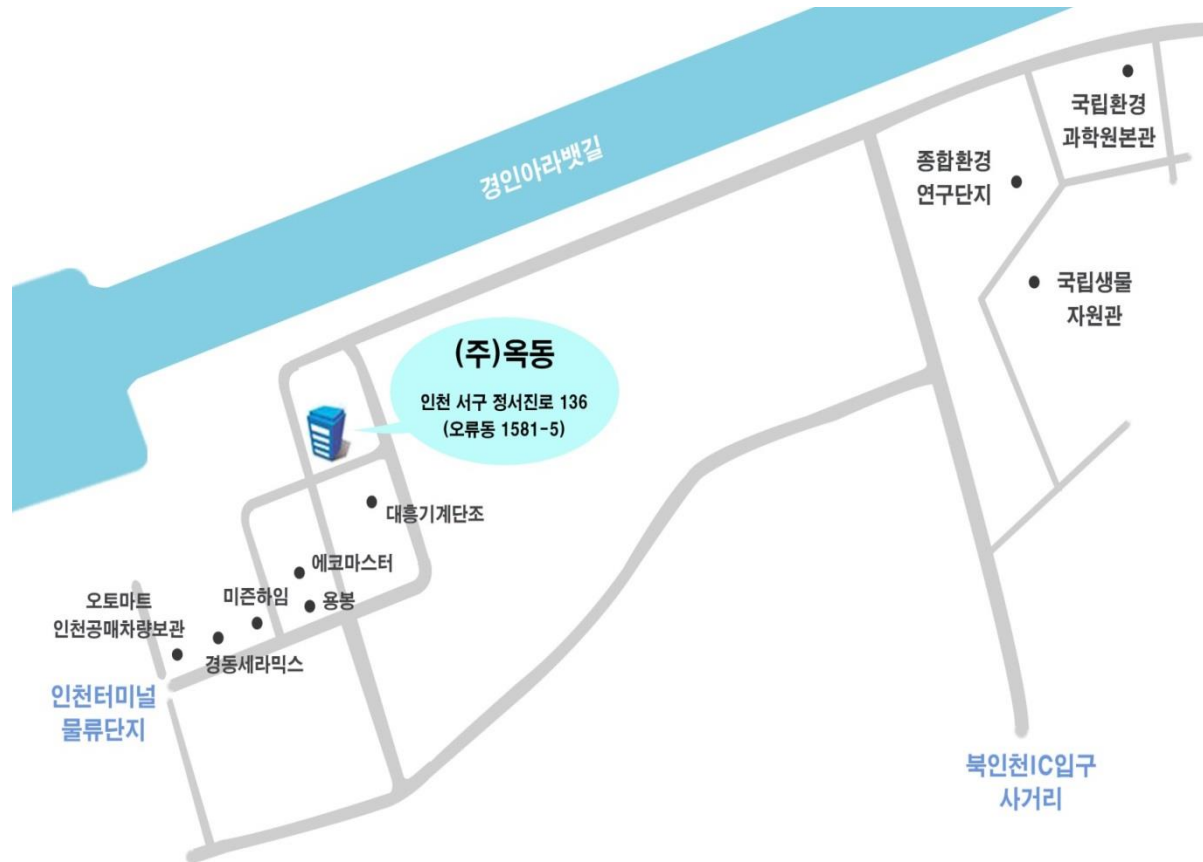 경인아라뱃길
국립환경
과학원본관
종합환경
연구단지
국립생물
자원관
(주)옥동
인천 서구 정서진로 136
(오류동 1581-5)
대흥기계단조
에코마스터
미즌하임
용봉
오토마트
인천공매차량보관
경동세라믹스
인천터미널
물류단지
북인천IC입구
사거리